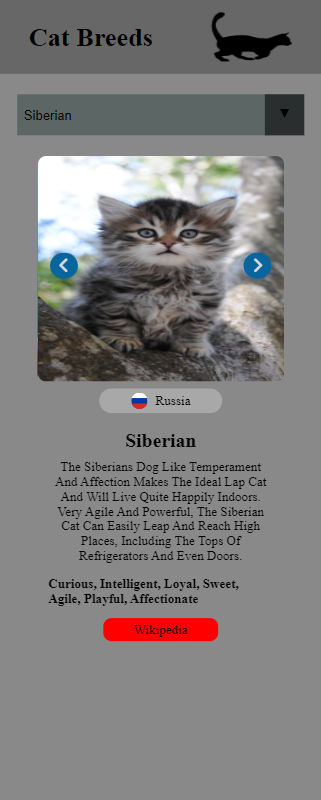 Cat Breeds
Siberian
Russia
Siberian
The Siberians Dog Like Temperament
And Affection Makes The Ideal Lap Cat
And Will Live Quite Happily Indoors.
Very Agile And Powerful, The Siberian
Cat Can Easily Leap And Reach High
Places, Including The Tops Of
Refrigerators And Even Doors.
Curious, Intelligent, Loyal, Sweet,
Agile, Playful, Affectionate
Wikipédia